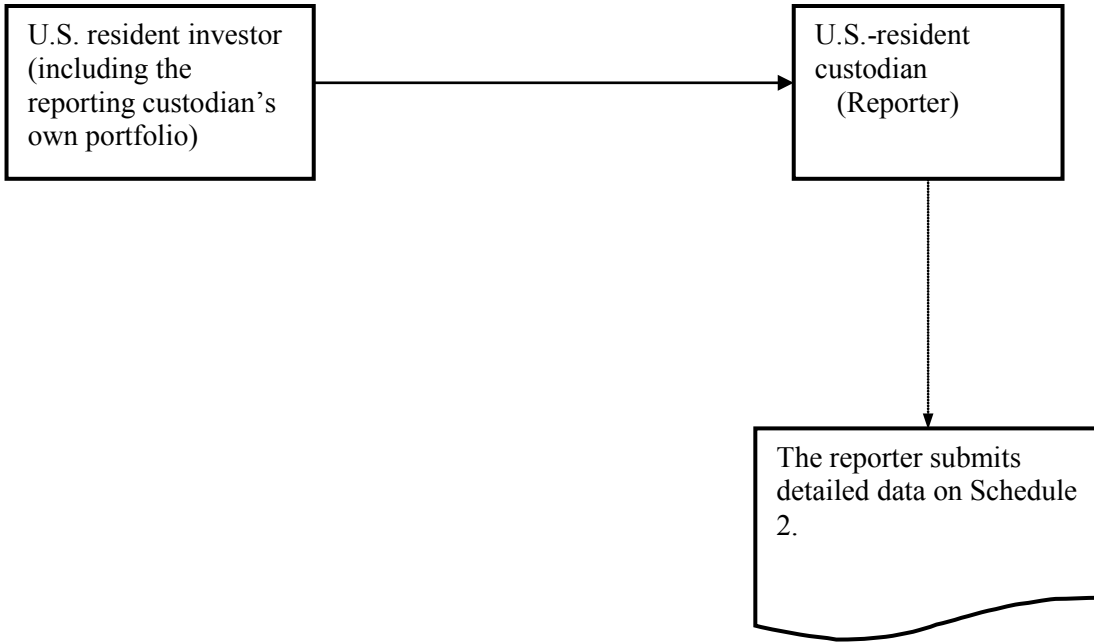 U.S. resident investor
(including the
reporting custodian’s
own portfolio)
U.S.-resident
custodian
(Reporter)
The reporter submits
detailed data on Schedule
2.